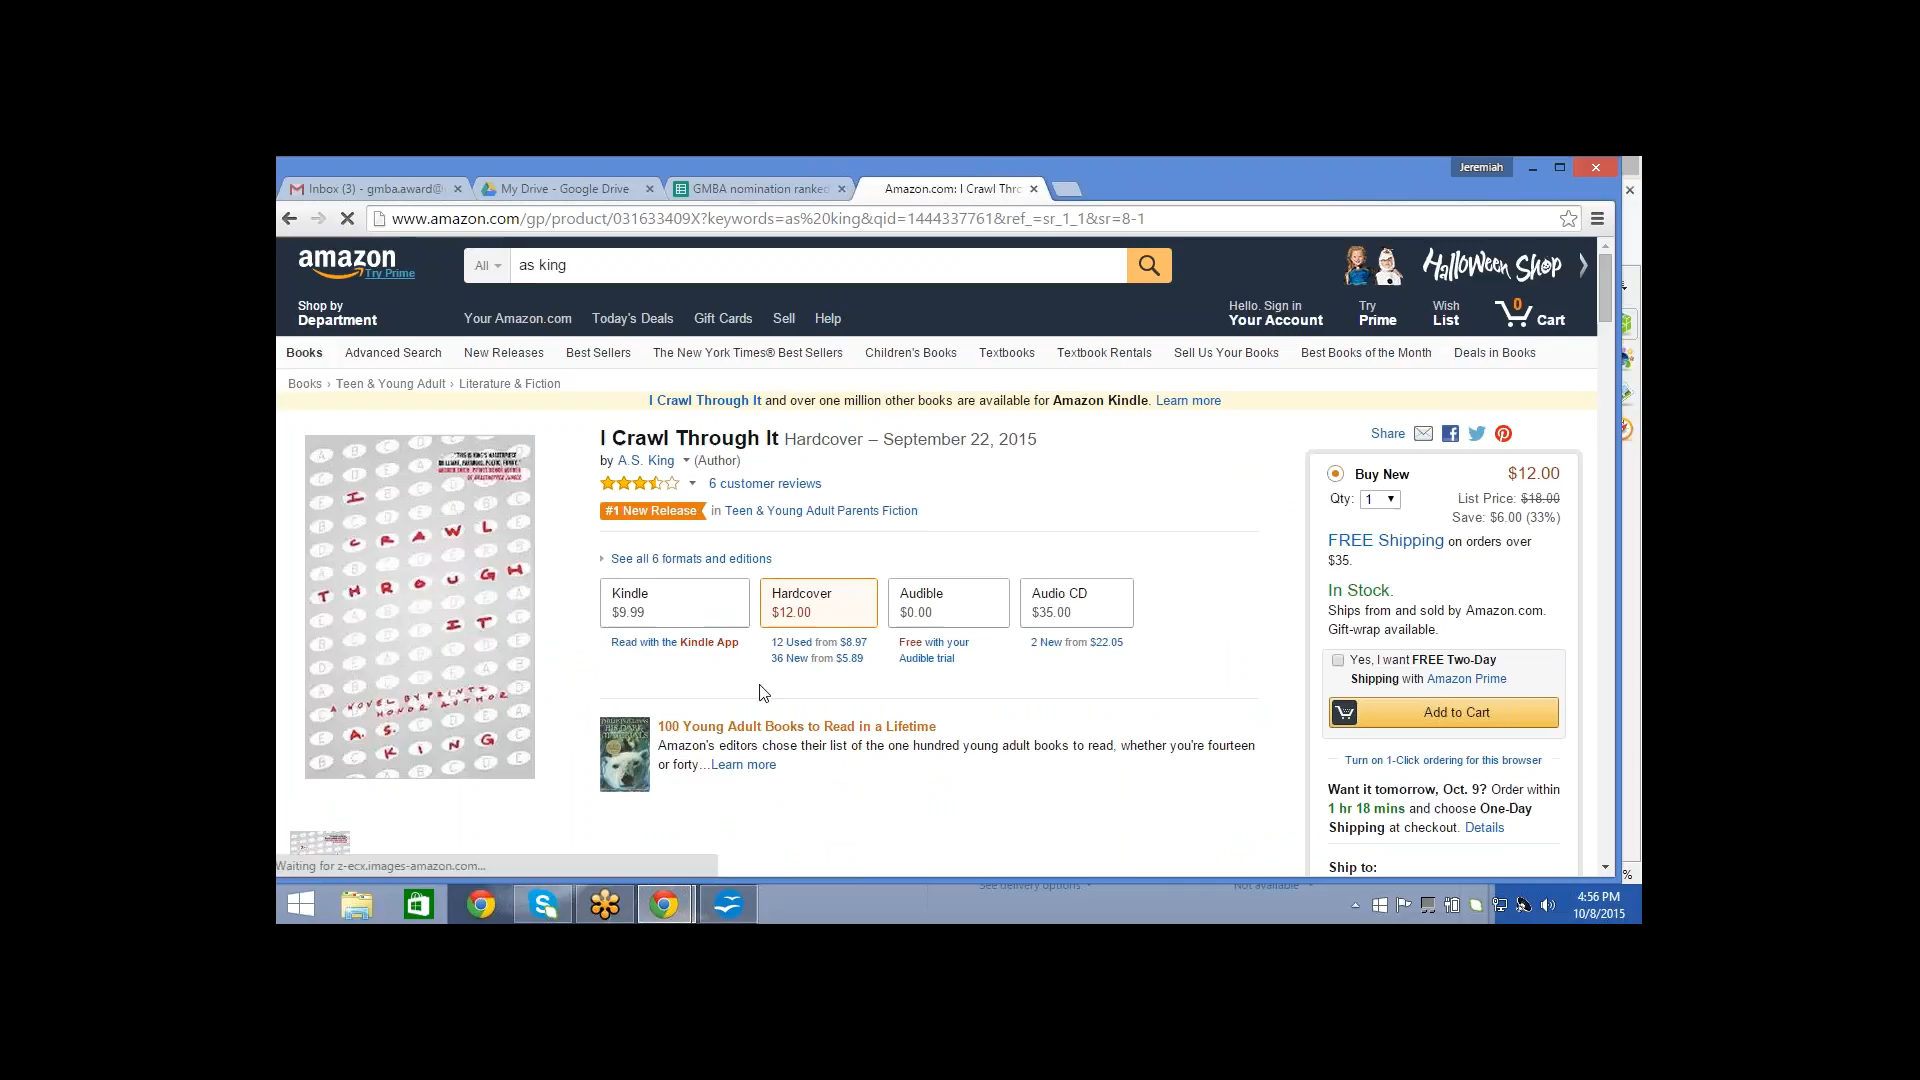 Jeremiah
Inbox (3) - gmba.award@
My Drive - Google Drive
GMBA nomination ranked
Amazon.com: I Crawl Thro
www.amazon.com/gp/product/031633409X?keywords=as%20king&qid=1444337761&ref_=sr_1_1&sr=8-1
amazon
Try Prime
All
as king
Halloween Shop
Shop by
Department
Your Amazon.com
Today's Deals
Gift Cards
Sell
Help
Hello. Sign in
Your Account
Try
Prime
Wish
List
0
Cart
Books
Advanced Search
New Releases
Best Sellers
The New York Times® Best Sellers
Children's Books
Textbooks
Textbook Rentals
Sell Us Your Books
Best Books of the Month
Deals in Books
Books › Teen & Young Adult › Literature & Fiction
I Crawl Through It and over one million other books are available for Amazon Kindle. Learn more
I
CRAWL
THROUGH
IT
A NOVEL BY PRINTZ
HONOR AUTHOR
A. S.
KING
I Crawl Through It Hardcover – September 22, 2015
by A.S. King (Author)
6 customer reviews
#1 New Release in Teen & Young Adult Parents Fiction
See all 6 formats and editions
Kindle
$9.99
Read with the Kindle App
Hardcover
$12.00
12 Used from $8.97
36 New from $5.89
Audible
$0.00
Free with your
Audible trial
Audio CD
$35.00
2 New from $22.05
100 Young Adult Books to Read in a Lifetime
Amazon's editors chose their list of the one hundred young adult books to read, whether you're fourteen
or forty...Learn more
Share
Buy New
$12.00
Qty: 1
List Price: $18.00
Save: $6.00 (33%)
FREE Shipping on orders over
$35.
In Stock.
Ships from and sold by Amazon.com.
Gift-wrap available.
Yes, I want FREE Two-Day
Shipping with Amazon Prime
Add to Cart
Turn on 1-Click ordering for this browser
Want it tomorrow, Oct. 9? Order within
1 hr 18 mins and choose One-Day
Shipping at checkout. Details
Ship to:
Waiting for z-ecx.images-amazon.com...
%
See delivery options
Not available
4:56 PM
10/8/2015